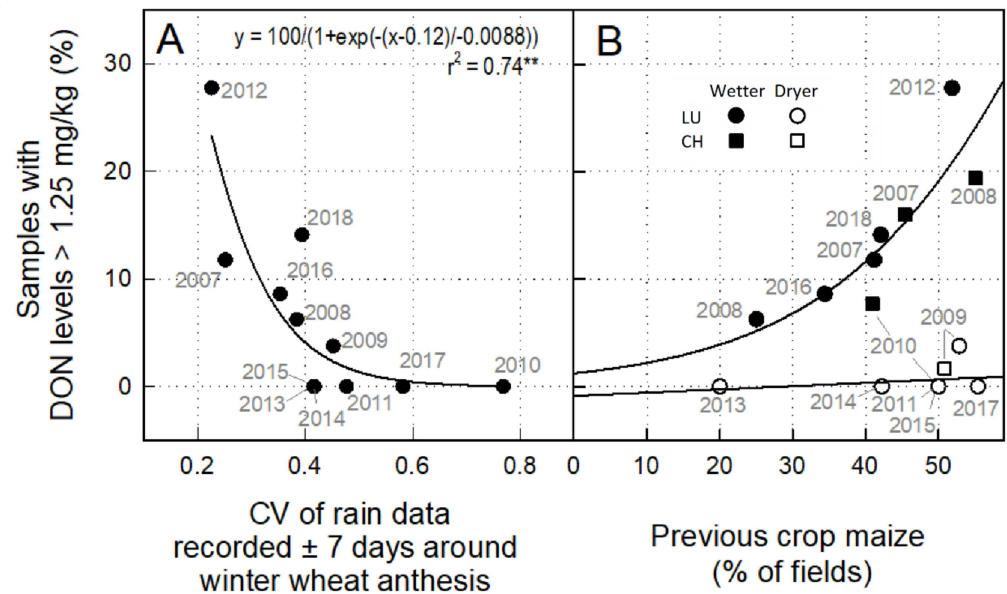 A
y = 100/(1+exp(-(x-0.12)/-0.0088))
r² = 0.74**
B
Samples with
DON levels > 1.25 mg/kg (%)
30
20
10
0
2012
2018
2007
2016
2008
2009
2015
2017
2010
2013
2011
2014
Wetter Dryer
LU
CH
2012
2007
2008
2018
2007
2016
2008
2009
2010
2013
2014
2011
2017
2015
0.2
0.4
0.6
0.8
0
10
20
30
40
50
CV of rain data
recorded ± 7 days around
winter wheat anthesis
Previous crop maize
(% of fields)